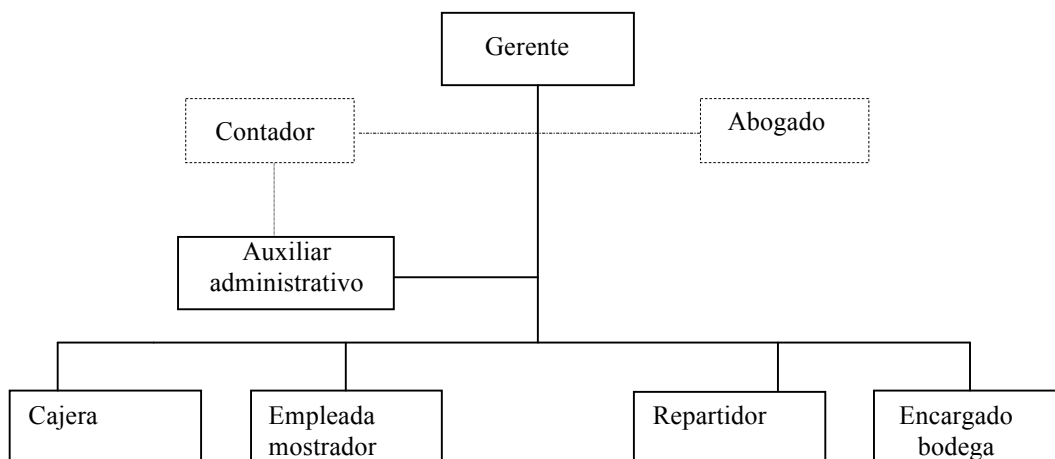 Gerente
Contador
Abogado
Auxiliar
administrativo
Cajera
Empleada
mostrador
Repartidor
Encargado
bodega